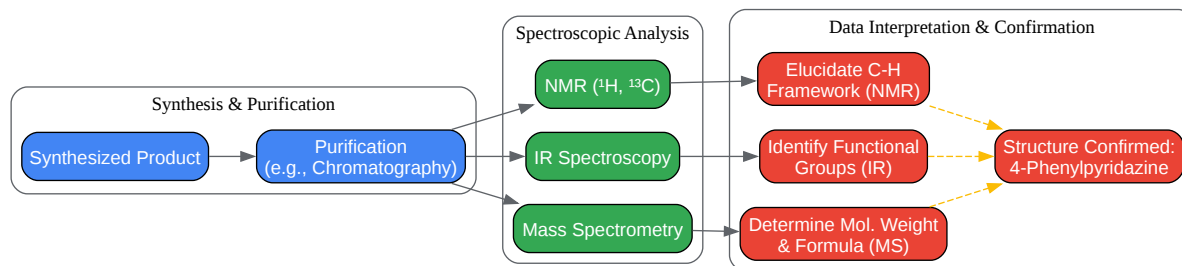 Synthesis & Purification
Synthesized Product
Purification
(e.g., Chromatography)
Spectroscopic Analysis
NMR (¹H, ¹³C)
IR Spectroscopy
Mass Spectrometry
Data Interpretation & Confirmation
Elucidate C-H
Framework (NMR)
Identify Functional
Groups (IR)
Determine Mol. Weight
& Formula (MS)
Structure Confirmed:
4-Phenylpyridazine